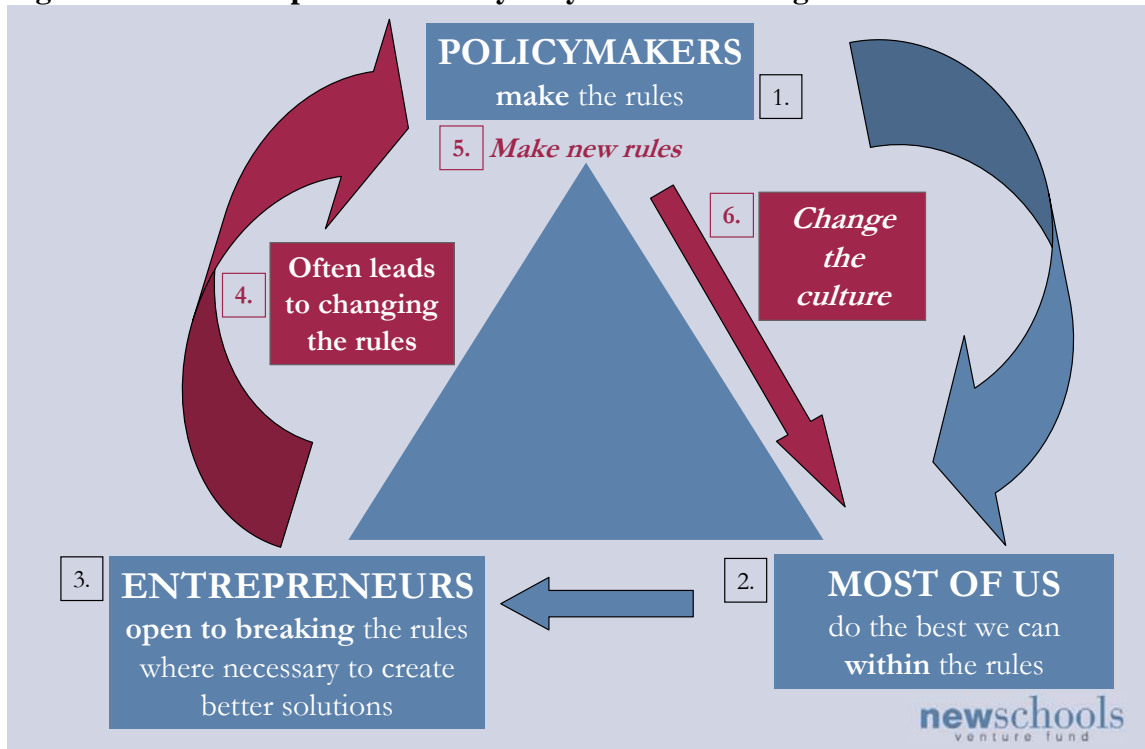 POLICYMAKERS
make the rules
1.
5. Make new rules
6.
Change
the
culture
4.
Often leads
to changing
the rules
3.
ENTREPRENEURS
open to breaking the rules
where necessary to create
better solutions
2.
MOST OF US
do the best we can
within the rules
newschools
venture fund